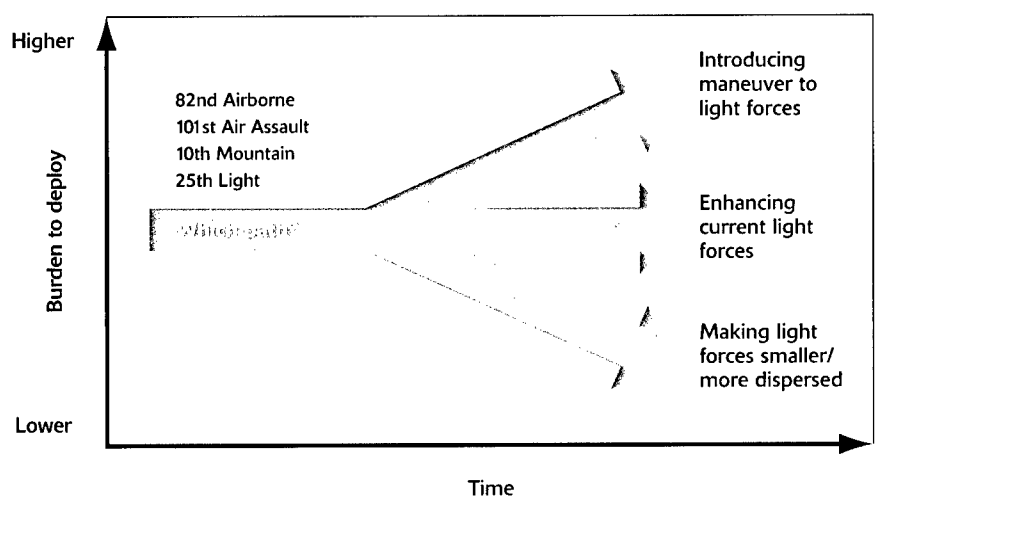 Higher
82nd Airborne
101st Air Assault
10th Mountain
25th Light
Burden to deploy
Introducing
maneuver to
light forces
Enhancing
current light
forces
Making light
forces smaller/
more dispersed
Lower
Time